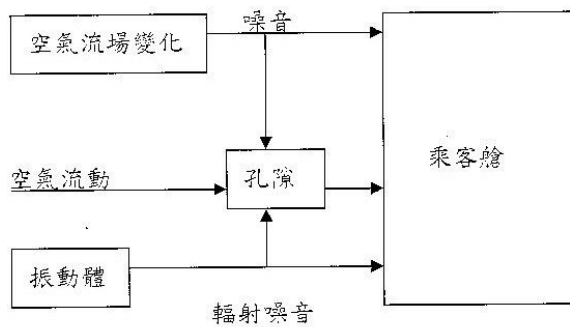 噪音
空氣流場變化
乘客艙
空氣流動
孔隙
振動體
輻射噪音